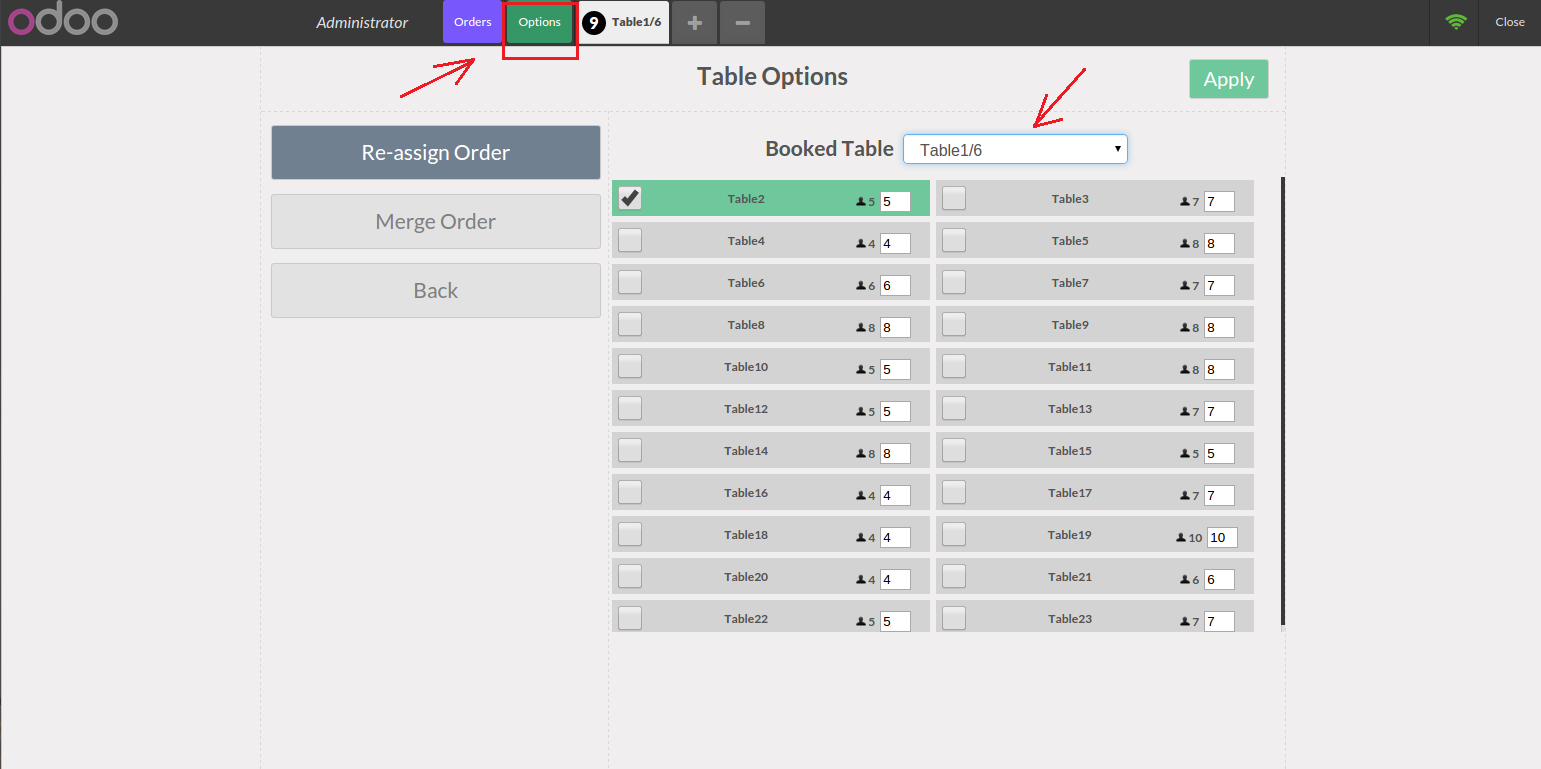 odoo Administrator Orders Options 9 Table1/6 + − Close
Table Options Apply
Re-assign Order
Merge Order
Back
Booked Table Table1/6
Table2 5 5 Table3 7 7
Table4 4 4 Table5 8 8
Table6 6 6 Table7 7 7
Table8 8 8 Table9 8 8
Table10 5 5 Table11 8 8
Table12 5 5 Table13 7 7
Table14 8 8 Table15 5 5
Table16 4 4 Table17 7 7
Table18 4 4 Table19 10 10
Table20 4 4 Table21 6 6
Table22 5 5 Table23 7 7